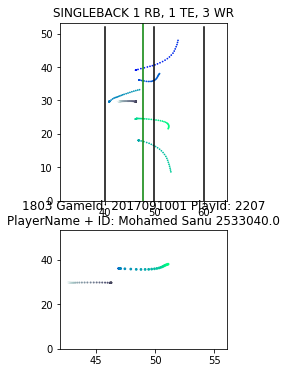 SINGLEBACK 1 RB, 1 TE, 3 WR
50
40
30
20
10
0
40 50 60
1803 GameId: 2017091001 PlayId: 2207
PlayerName + ID: Mohamed Sanu 2533040.0
40
20
0
45 50 55